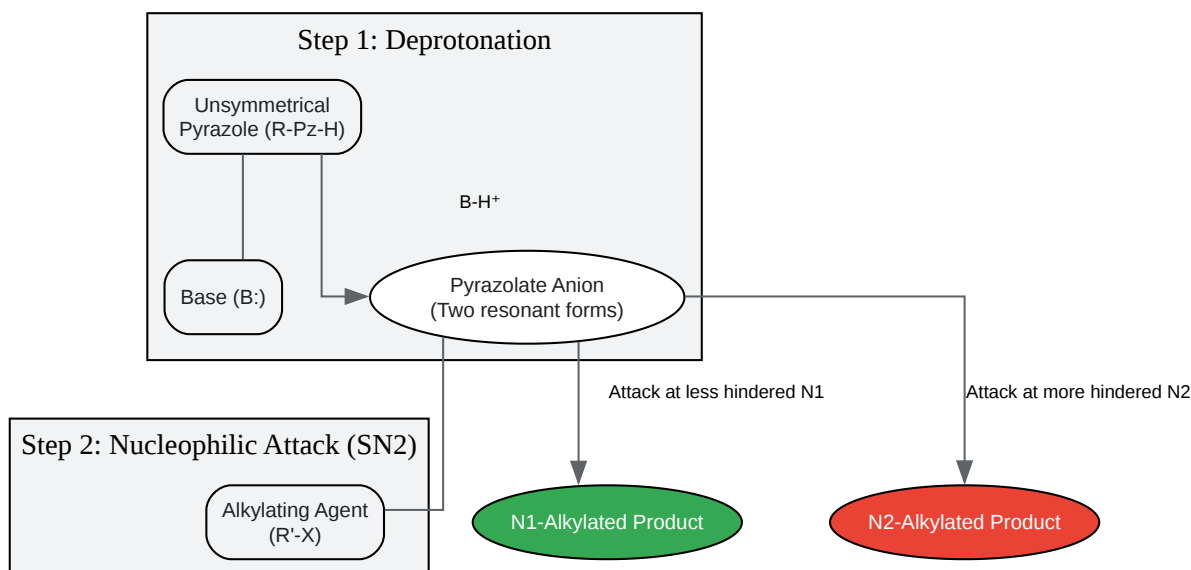 Step 1: Deprotonation
Unsymmetrical
Pyrazole (R-Pz-H)
B-H⁺
Base (B:)
Pyrazolate Anion
(Two resonant forms)
Attack at less hindered N1
Attack at more hindered N2
Step 2: Nucleophilic Attack (SN2)
Alkylating Agent
(R'-X)
N1-Alkylated Product
N2-Alkylated Product